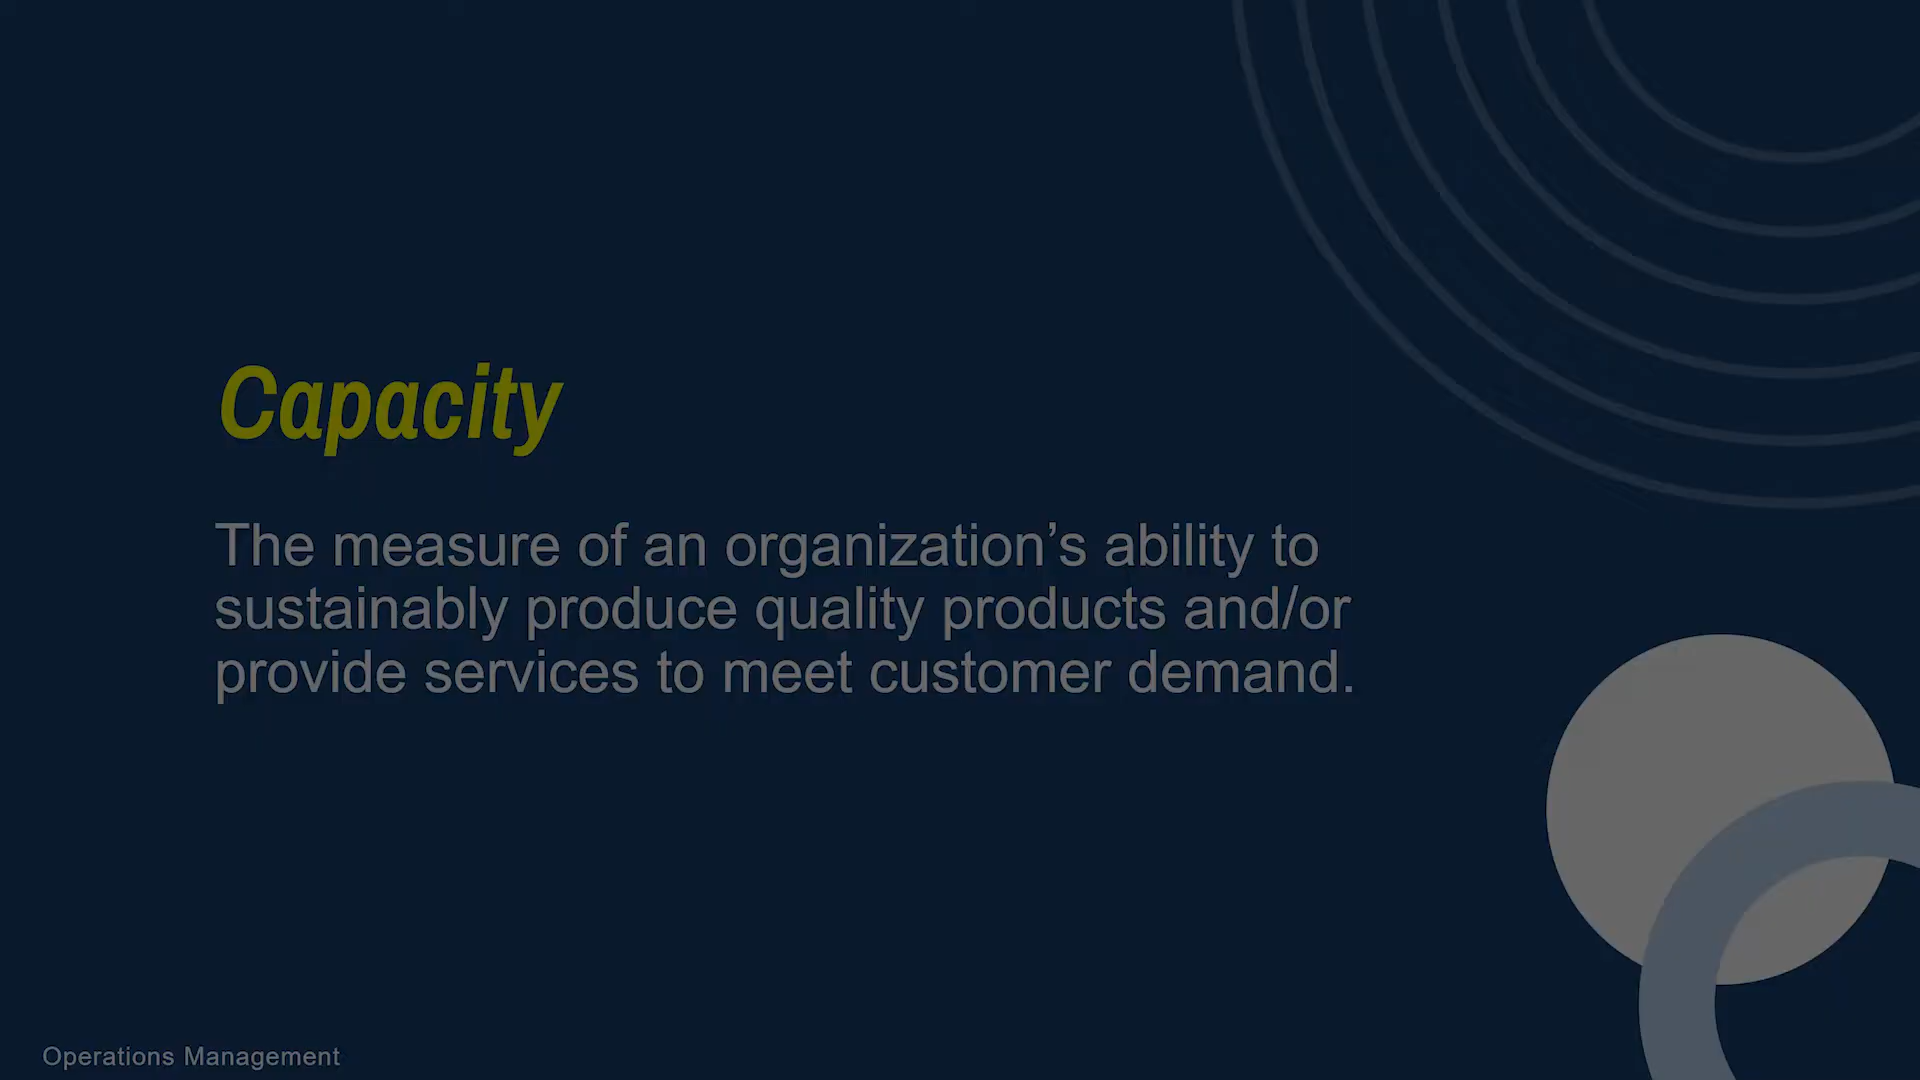 Capacity
The measure of an organization’s ability to
sustainably produce quality products and/or
provide services to meet customer demand.
Operations Management